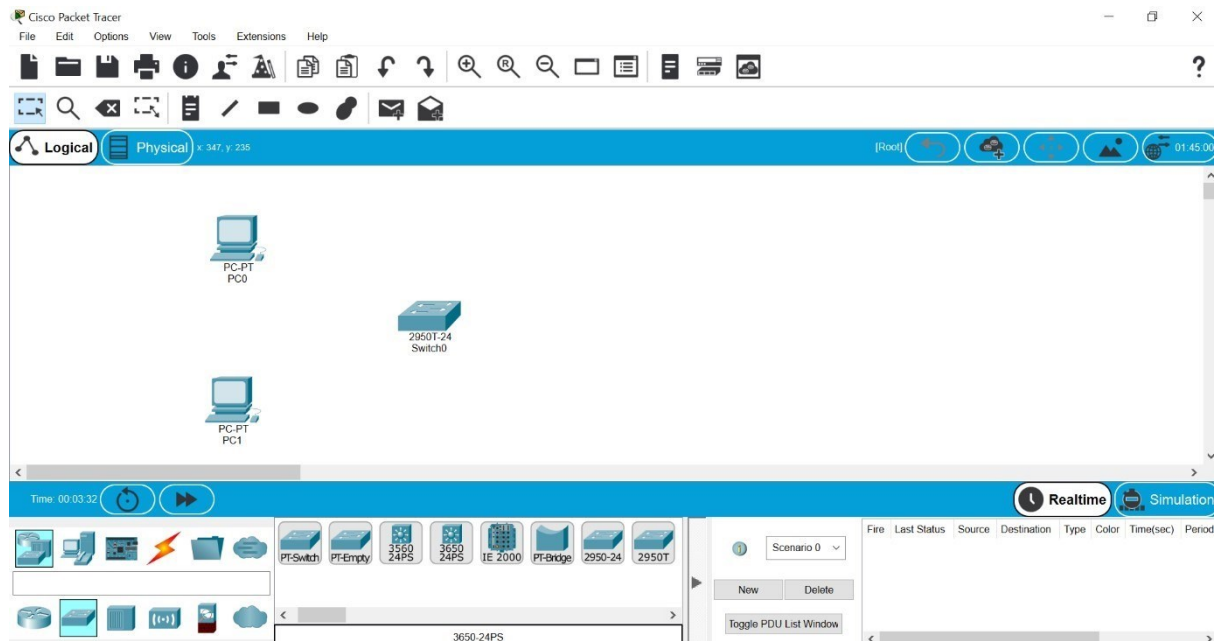 Cisco Packet Tracer
File Edit Options View Tools Extensions Help
?
Logical Physical x: 347, y: 235 [Root] 01:45:00
PC-PT
PC0
2950T-24
Switch0
PC-PT
PC1
Time: 00:03:32 Realtime Simulation
Fire Last Status Source Destination Type Color Time(sec) Period
Scenario 0
PT-Switch PT-Empty 3560 24PS 3650 24PS IE 2000 PT-Bridge 2950-24 2950T
New Delete
Toggle PDU List Window
3650-24PS